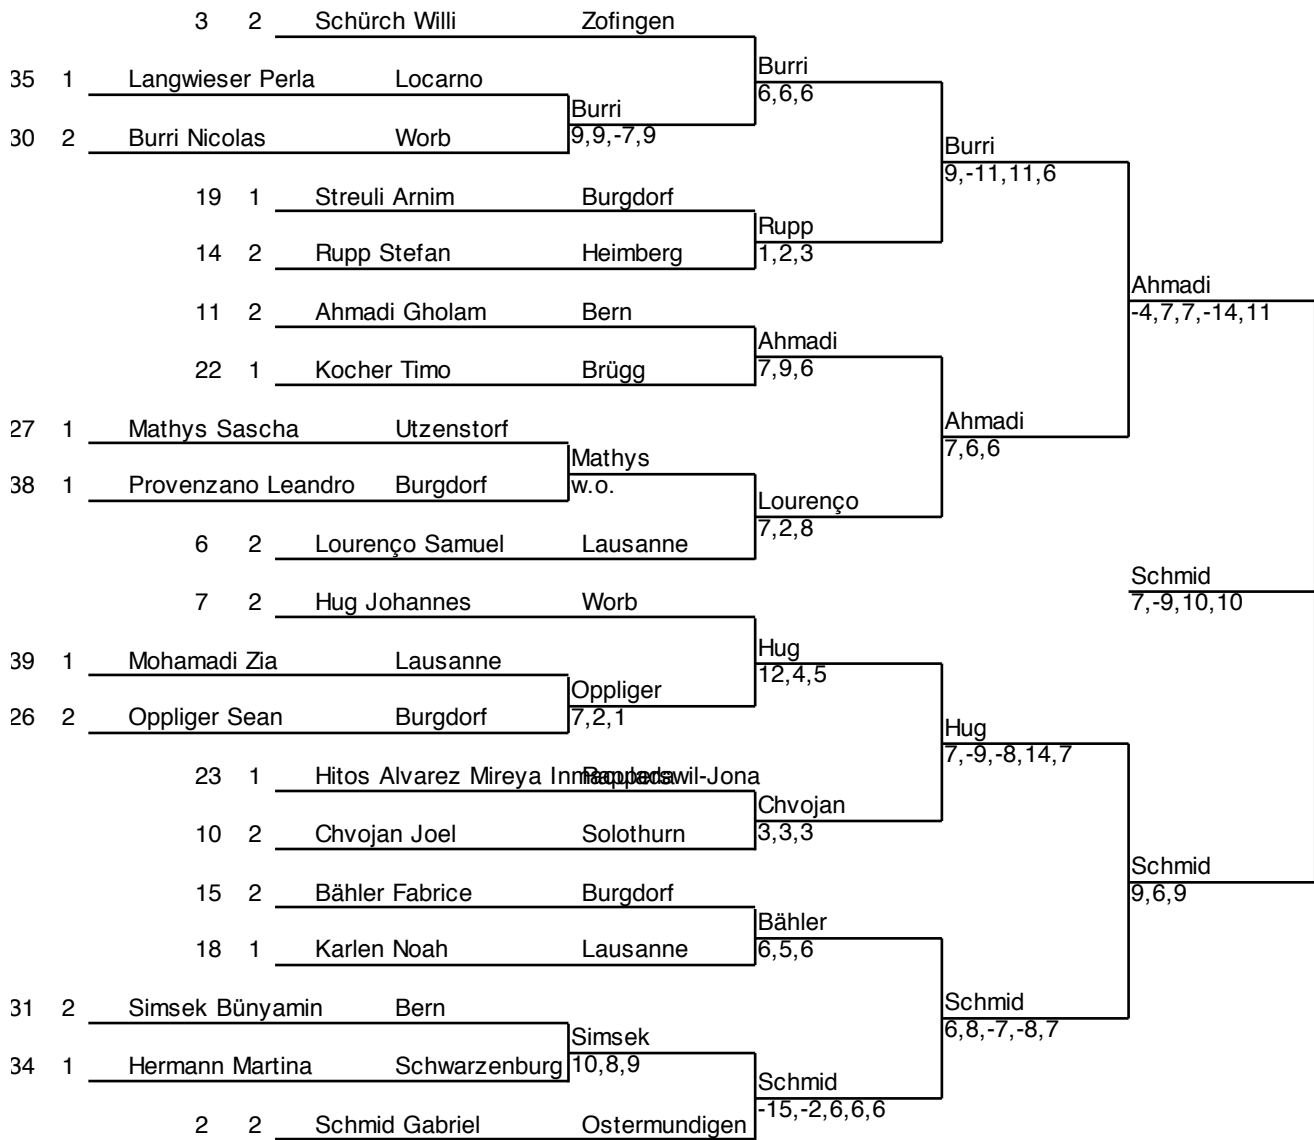 3 2 Schürch Willi Zofingen
Burri
35 1 Langwieser Perla Locarno
6,6,6
Burri
30 2 Burri Nicolas Worb
9,9,-7,9
Burri
9,-11,11,6
19 1 Streuli Arnim Burgdorf
Rupp
14 2 Rupp Stefan Heimberg
1,2,3
Ahmadi
-4,7,7,-14,11
11 2 Ahmadi Gholam Bern
Ahmadi
22 1 Kocher Timo Brügg
7,9,6
27 1 Mathys Sascha Utzenstorf
Ahmadi
7,6,6
Mathys
38 1 Provenzano Leandro Burgdorf
w.o.
Lourenço
7,2,8
6 2 Lourenço Samuel Lausanne
Schmid
7,-9,10,10
7 2 Hug Johannes Worb
Hug
39 1 Mohamadi Zia Lausanne
12,4,5
Oppliger
26 2 Oppliger Sean Burgdorf
7,2,1
Hug
7,-9,-8,14,7
23 1 Hitos Alvarez Mireya Inmaculada Rapperswil-Jona
Chvojan
10 2 Chvojan Joel Solothurn
3,3,3
Schmid
9,6,9
15 2 Bähler Fabrice Burgdorf
Bähler
18 1 Karlen Noah Lausanne
6,5,6
31 2 Simsek Bünyamin Bern
Schmid
6,8,-7,-8,7
Simsek
34 1 Hermann Martina Schwarzenburg
10,8,9
Schmid
-15,-2,6,6,6
2 2 Schmid Gabriel Ostermundigen